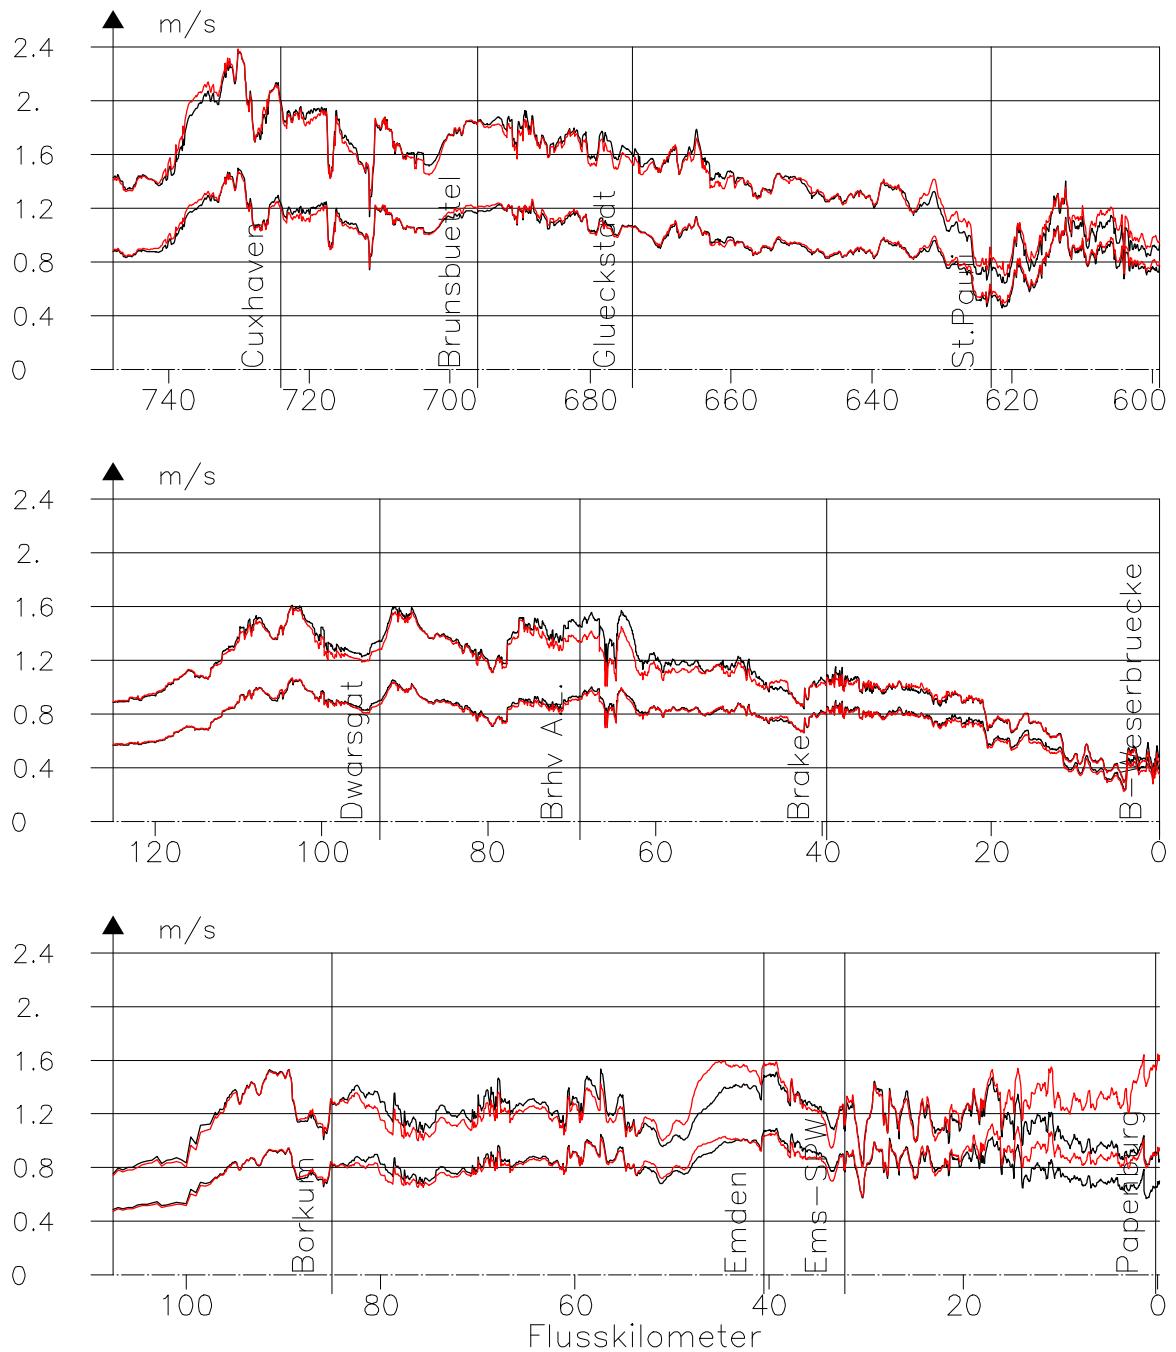 m/s
2.4
2.
1.6
1.2
0.8
0.4
0
Cuxhaven
Brunsbuettel
Glueckstadt
St.Pauli
740 720 700 680 660 640 620 600
m/s
2.4
2.
1.6
1.2
0.8
0.4
0
Dwarsgat
Brhv A.
Brake
B-Weserbruecke
120 100 80 60 40 20 0
m/s
2.4
2.
1.6
1.2
0.8
0.4
0
Borkum
Emden
Ems-SpW
Papenburg
100 80 60 40 20 0
Flusskilometer